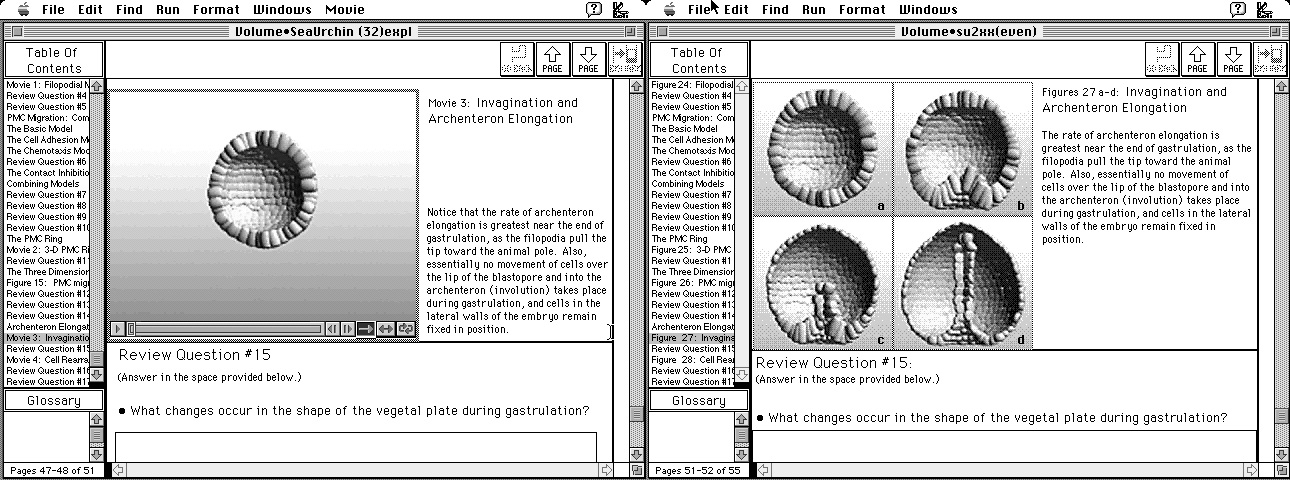 File Edit Find Run Format Windows Movie
Volume•SeaUrchin (32)expl
Table Of
Contents
GO BACK
PAGE
PAGE
Movie 1: Filopodial M
Review Question #4
Review Question #5
PMC Migration: Com
The Basic Model
The Cell Adhesion M
The Chemotaxis Mod
Review Question #6
The Contact Inhibitio
Combining Models
Review Question #7
Review Question #8
Review Question #9
Review Question #10
The PMC Ring
Movie 2: 3-D PMC Ri
Review Question #11
The Three Dimension
Figure 15: PMC migr
Review Question #12
Review Question #13
Review Question #14
Archenteron Elongat
Movie 3: Invaginatio
Review Question #15
Movie 4: Cell Rearra
Review Question #16
Review Question #17
Glossary
Pages 47-48 of 51
Movie 3: Invagination and
Archenteron Elongation
Notice that the rate of archenteron
elongation is greatest near the end of
gastrulation, as the filopodia pull the
tip toward the animal pole. Also,
essentially no movement of cells over
the lip of the blastopore and into the
archenteron (involution) takes place
during gastrulation, and cells in the
lateral walls of the embryo remain
fixed in position.
Review Question #15
(Answer in the space provided below.)
• What changes occur in the shape of the vegetal plate during gastrulation?
File Edit Find Run Format Windows
Volume•su2xx(even)
Table Of
Contents
GO BACK
PAGE
PAGE
Figure 24: Filopodial
Review Question #4
Review Question #5
PMC Migration: Com
The Basic Model
The Cell Adhesion M
The Chemotaxis Mod
Review Question #6
The Contact Inhibitio
Combining Models
Review Question #7
Review Question #8
Review Question #9
Review Question #10
The PMC Ring
Figure 25: 3-D PMC
Review Question #1
The Three Dimension
Figure 26: PMC migr
Review Question #12
Review Question #13
Review Question #14
Archenteron Elongat
Figure 27: Invaginati
Review Question #15
Figure 28: Cell Rear
Review Question #16
Review Question #17
Glossary
Pages 51-52 of 55
a
b
c
d
Figures 27 a-d: Invagination and
Archenteron Elongation
The rate of archenteron elongation is
greatest near the end of gastrulation, as the
filopodia pull the tip toward the animal
pole. Also, essentially no movement of
cells over the lip of the blastopore and into
the archenteron (involution) takes place
during gastrulation, and cells in the lateral
walls of the embryo remain fixed in
position.
Review Question #15:
(Answer in the space provided below.)
• What changes occur in the shape of the vegetal plate during gastrulation?